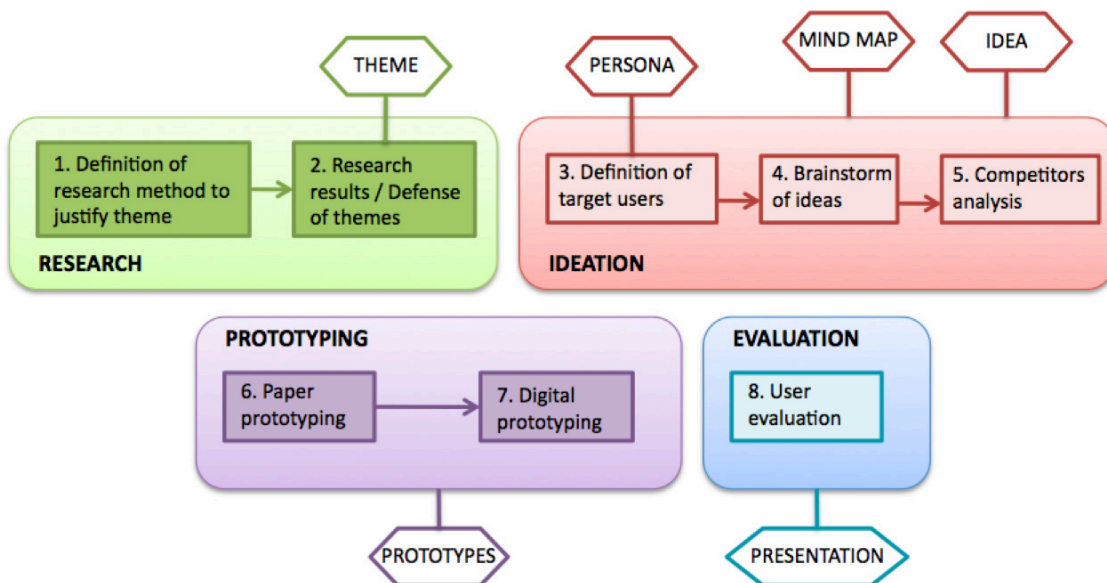 THEME
PERSONA
MIND MAP
IDEA
1. Definition of
research method to
justify theme
2. Research
results / Defense
of themes
RESEARCH
3. Definition of
target users
4. Brainstorm
of ideas
5. Competitors
analysis
IDEATION
PROTOTYPING
6. Paper
prototyping
7. Digital
prototyping
EVALUATION
8. User
evaluation
PROTOTYPES
PRESENTATION